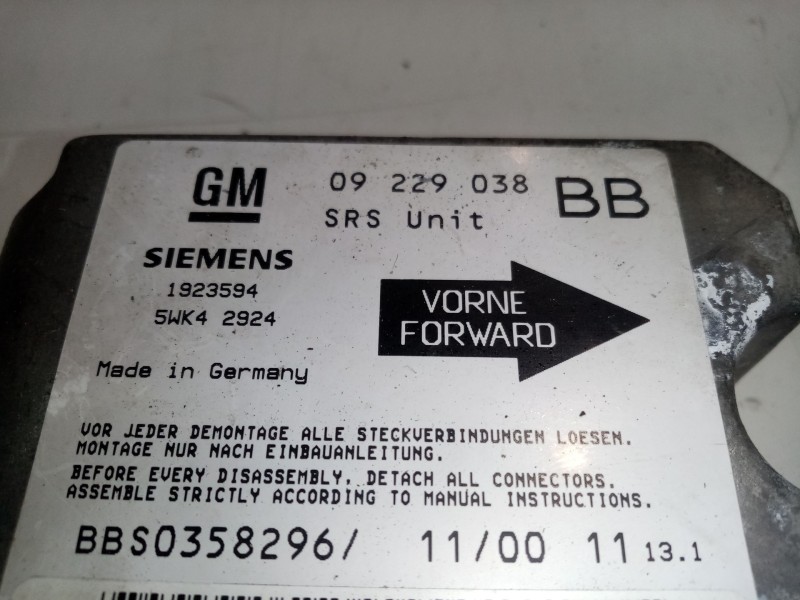 GM 09 229 038 BB
SRS Unit
SIEMENS
1923594
5WK4 2924
VORNE
FORWARD
Made in Germany
VOR JEDER DEMONTAGE ALLE STECKVERBINDUNGEN LOESEN.
MONTAGE NUR NACH EINBAUANLEITUNG.
BEFORE EVERY DISASSEMBLY, DETACH ALL CONNECTORS.
ASSEMBLE STRICTLY ACCORDING TO MANUAL INSTRUCTIONS.
BBS0358296/ 11/00 11 13.1